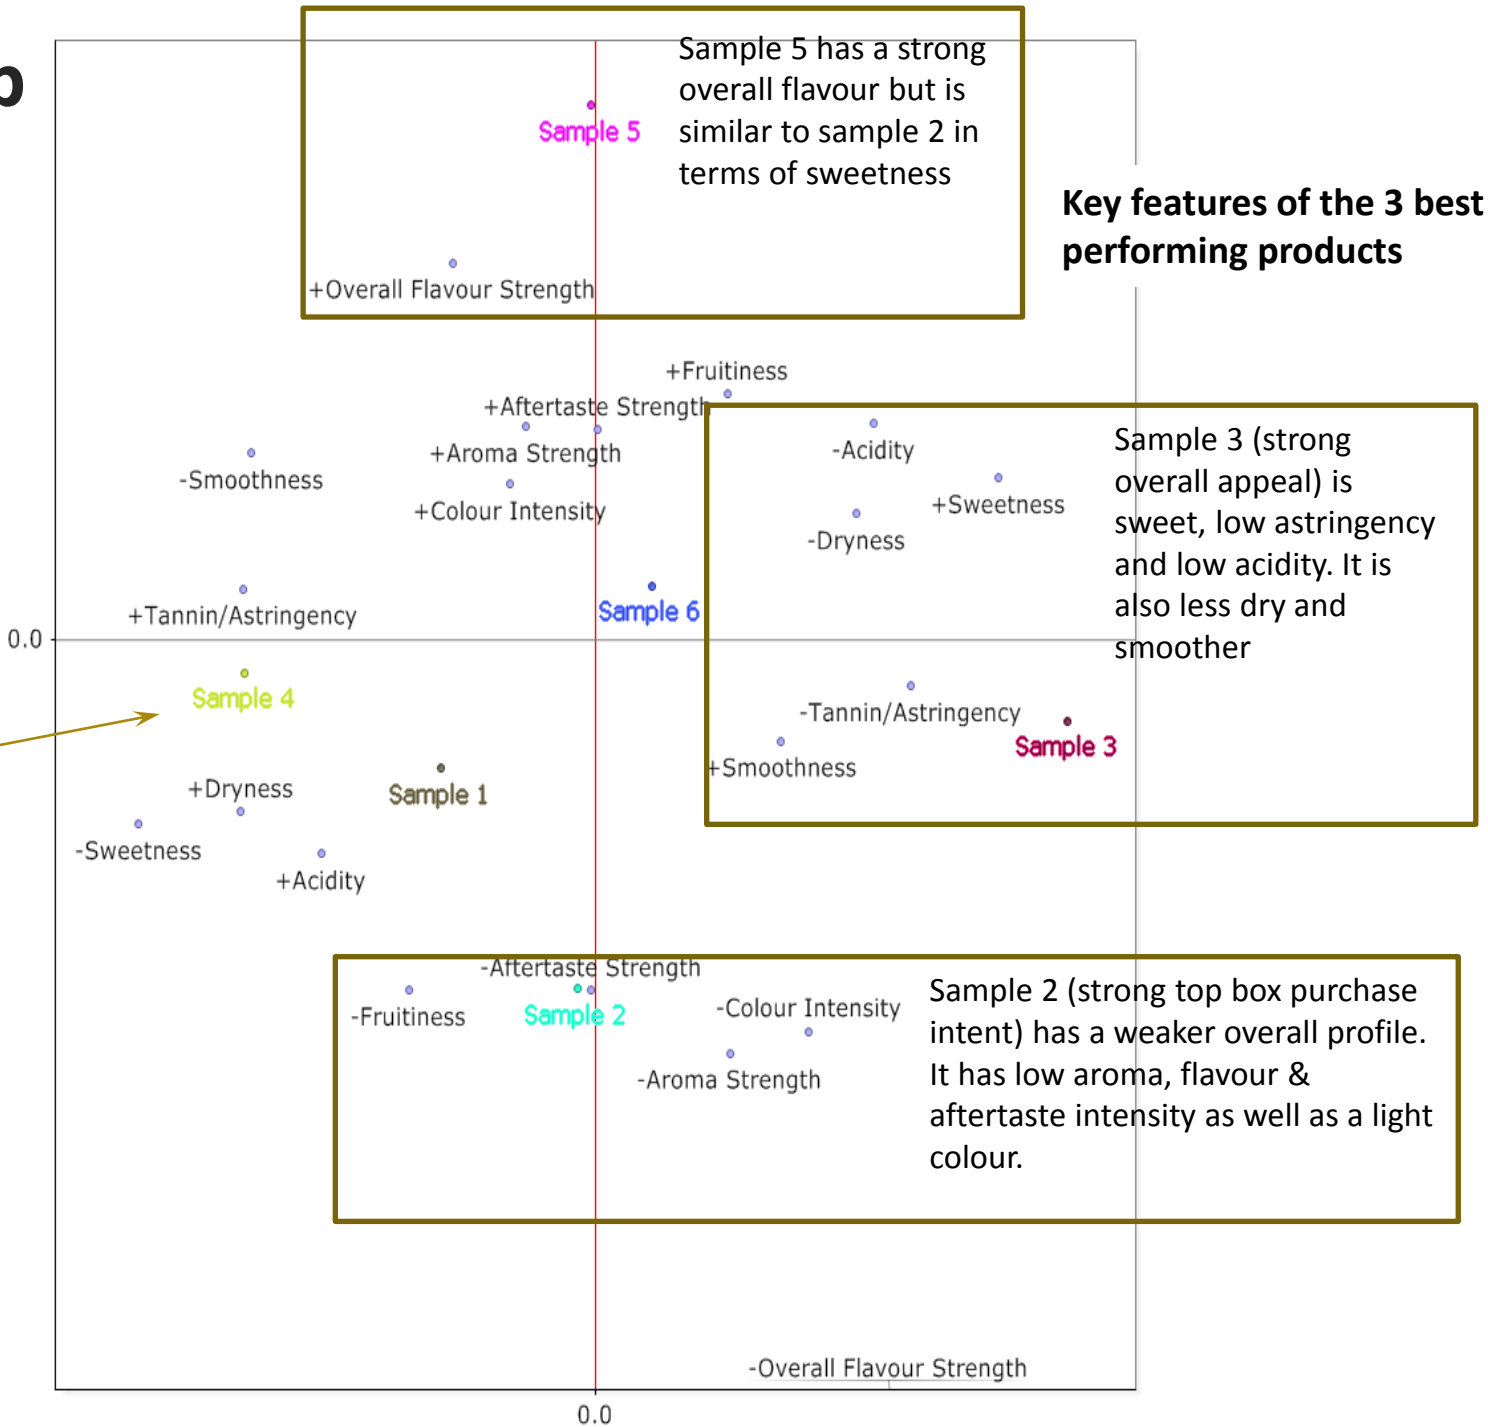 p
Sample 5 has a strong
overall flavour but is
similar to sample 2 in
terms of sweetness
Sample 5
Key features of the 3 best
performing products
+Overall Flavour Strength
+Fruitiness
+Aftertaste Strength
-Acidity
+Aroma Strength
-Smoothness
+Sweetness
+Colour Intensity
-Dryness
Sample 3 (strong
overall appeal) is
sweet, low astringency
and low acidity. It is
also less dry and
smoother
+Tannin/Astringency
Sample 6
0.0
Sample 4
-Tannin/Astringency
Sample 3
+Smoothness
+Dryness
Sample 1
-Sweetness
+Acidity
-Aftertaste Strength
-Fruitiness
Sample 2
-Colour Intensity
-Aroma Strength
Sample 2 (strong top box purchase
intent) has a weaker overall profile.
It has low aroma, flavour &
aftertaste intensity as well as a light
colour.
-Overall Flavour Strength
0.0